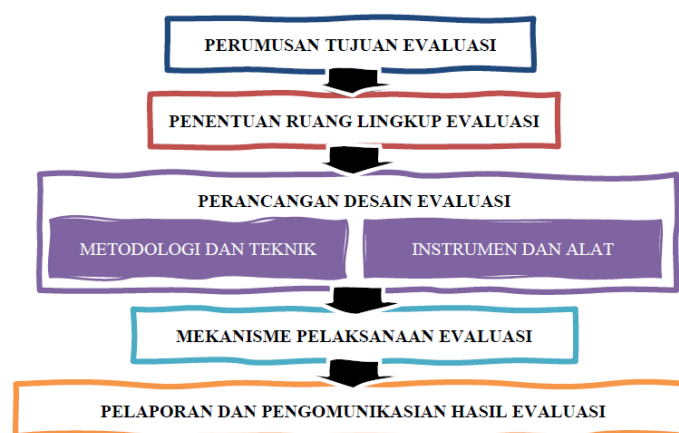 PERUMUSAN TUJUAN EVALUASI
PENENTUAN RUANG LINGKUP EVALUASI
PERANCANGAN DESAIN EVALUASI
METODOLOGI DAN TEKNIK
INSTRUMEN DAN ALAT
MEKANISME PELAKSANAAN EVALUASI
PELAPORAN DAN PENGOMUNIKASIAN HASIL EVALUASI